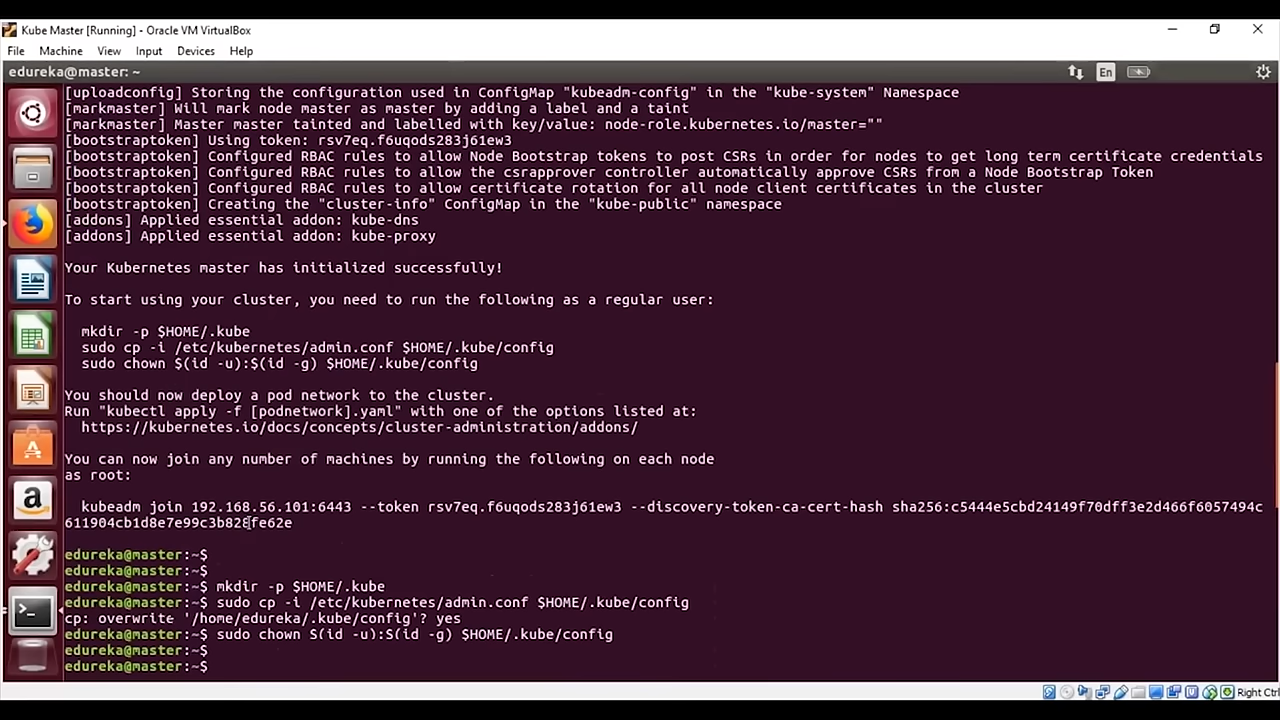 Kube Master [Running] - Oracle VM VirtualBox
File Machine View Input Devices Help
edureka@master: ~ En
[uploadconfig] Storing the configuration used in ConfigMap "kubeadm-config" in the "kube-system" Namespace
[markmaster] Will mark node master as master by adding a label and a taint
[markmaster] Master master tainted and labelled with key/value: node-role.kubernetes.io/master=""
[bootstraptoken] Using token: rsv7eq.f6uqods283j61ew3
[bootstraptoken] Configured RBAC rules to allow Node Bootstrap tokens to post CSRs in order for nodes to get long term certificate credentials
[bootstraptoken] Configured RBAC rules to allow the csrapprover controller automatically approve CSRs from a Node Bootstrap Token
[bootstraptoken] Configured RBAC rules to allow certificate rotation for all node client certificates in the cluster
[bootstraptoken] Creating the "cluster-info" ConfigMap in the "kube-public" namespace
[addons] Applied essential addon: kube-dns
[addons] Applied essential addon: kube-proxy
Your Kubernetes master has initialized successfully!
To start using your cluster, you need to run the following as a regular user:
mkdir -p $HOME/.kube
sudo cp -i /etc/kubernetes/admin.conf $HOME/.kube/config
sudo chown $(id -u):$(id -g) $HOME/.kube/config
You should now deploy a pod network to the cluster.
Run "kubectl apply -f [podnetwork].yaml" with one of the options listed at:
https://kubernetes.io/docs/concepts/cluster-administration/addons/
You can now join any number of machines by running the following on each node
as root:
kubeadm join 192.168.56.101:6443 --token rsv7eq.f6uqods283j61ew3 --discovery-token-ca-cert-hash sha256:c5444e5cbd24149f70dff3e2d466f6057494c
611904cb1d8e7e99c3b828fe62e
edureka@master:~$
edureka@master:~$
edureka@master:~$ mkdir -p $HOME/.kube
edureka@master:~$ sudo cp -i /etc/kubernetes/admin.conf $HOME/.kube/config
cp: overwrite '/home/edureka/.kube/config'? yes
edureka@master:~$ sudo chown $(id -u):$(id -g) $HOME/.kube/config
edureka@master:~$
edureka@master:~$
Right Ctrl